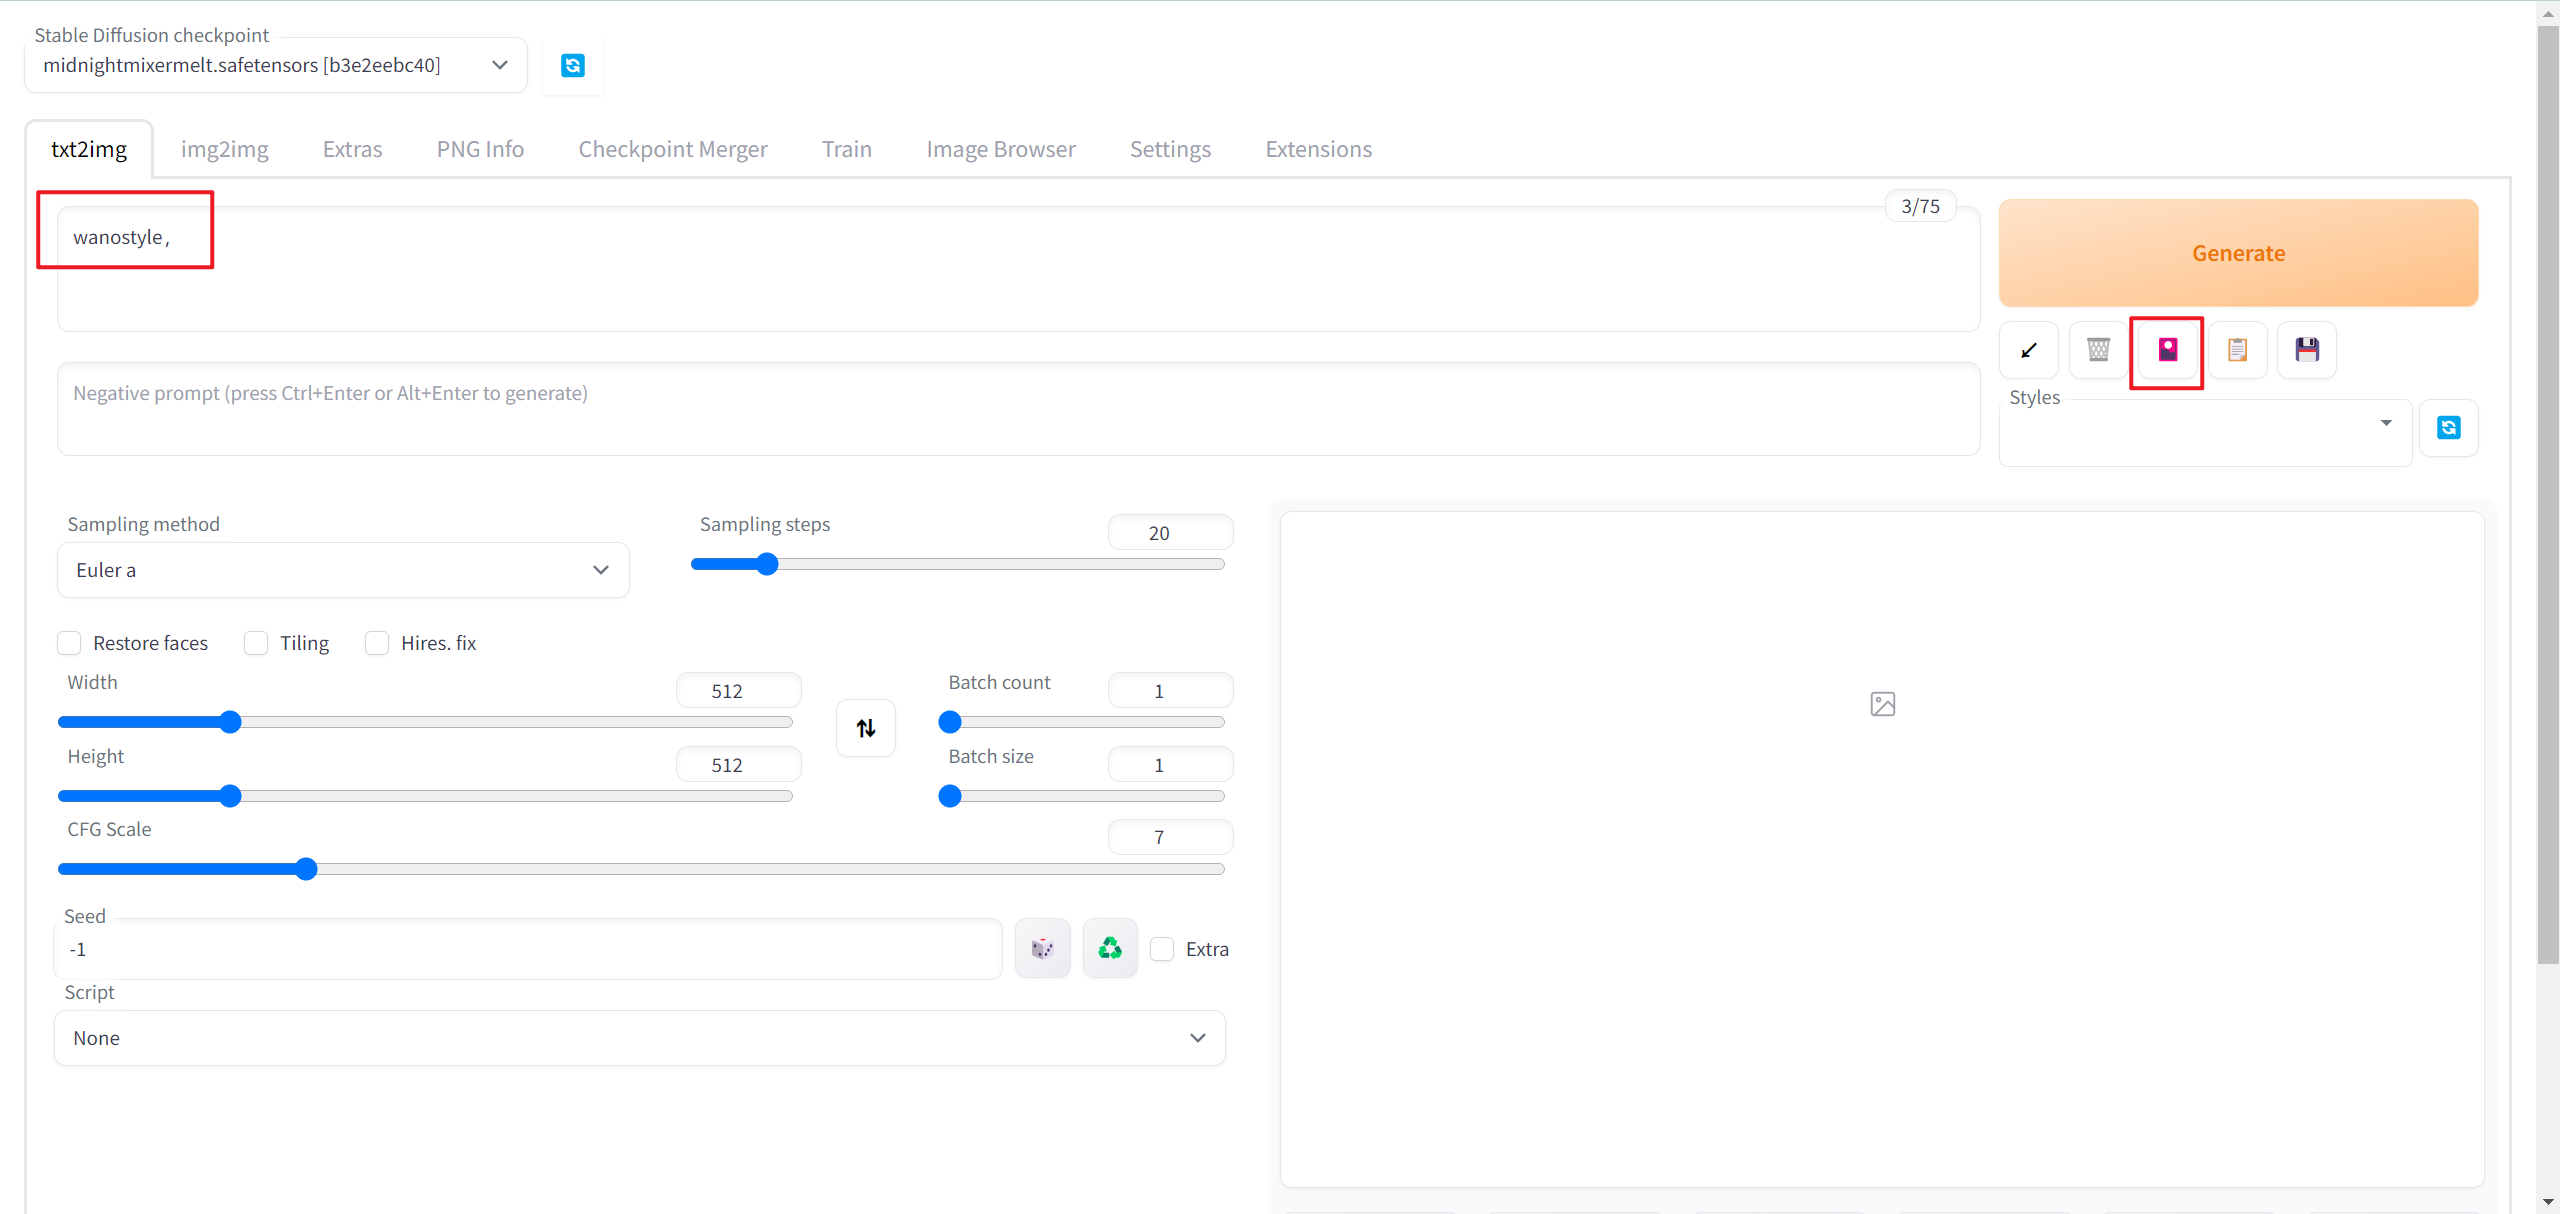 Stable Diffusion checkpoint
midnightmixermelt.safetensors [b3e2eebc40]
txt2img img2img Extras PNG Info Checkpoint Merger Train Image Browser Settings Extensions
3/75
wanostyle,
Generate
Negative prompt (press Ctrl+Enter or Alt+Enter to generate)
Styles
Sampling method
Euler a
Sampling steps
20
Restore faces
Tiling
Hires. fix
Width
512
Height
512
Batch count
1
Batch size
1
CFG Scale
7
Seed
-1
Extra
Script
None